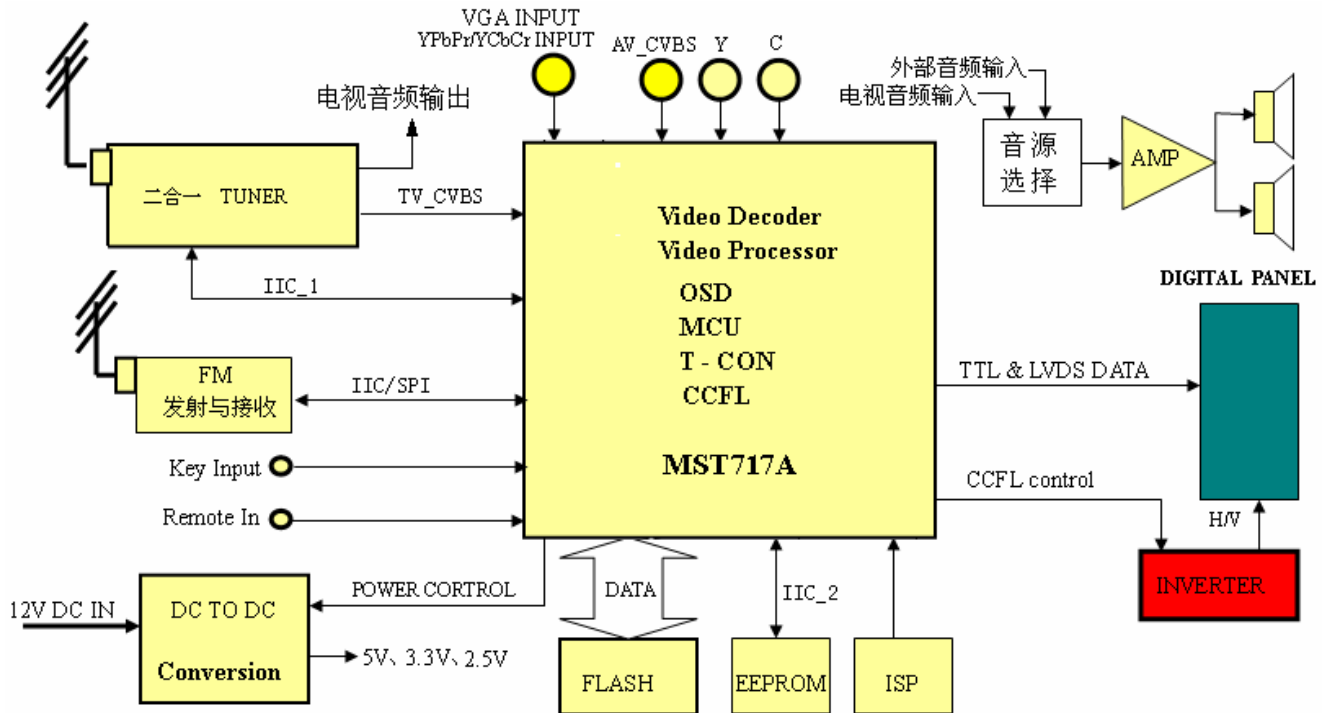 VGA INPUT
YPbPr/YCbCr INPUT
AV_CVBS
Y
C
外部音频输入
电视音频输入
电视音频输出
音源
选择
AMP
二合一 TUNER
TV_CVBS
IIC_1
Video Decoder
Video Processor
OSD
MCU
T - CON
CCFL
MST717A
DIGITAL PANEL
FM
发射与接收
IIC/SPI
TTL & LVDS DATA
Key Input
Remote In
CCFL control
H/V
INVERTER
POWER CORTROL
12V DC IN
DC TO DC
Conversion
5V、3.3V、2.5V
DATA
IIC_2
FLASH
EEPROM
ISP